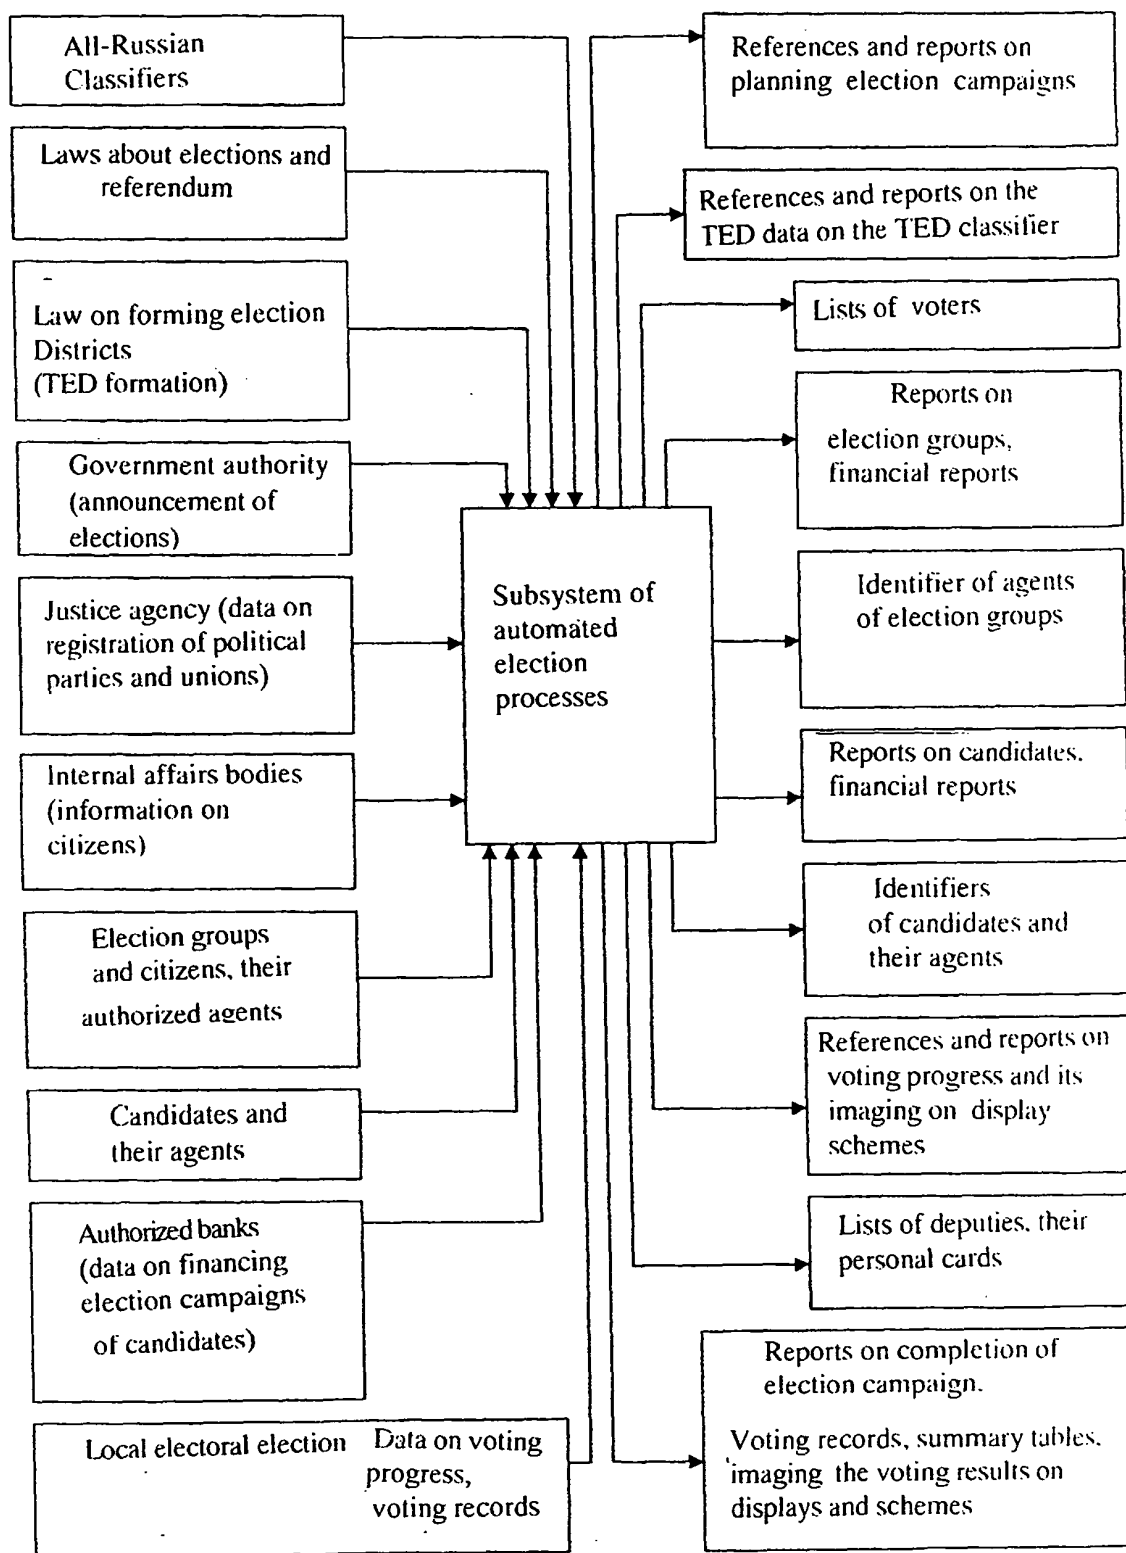 All-Russian
Classifiers
Laws about elections and
referendum
Law on forming election
Districts
(TED formation)
Government authority
(announcement of
elections)
Justice agency (data on
registration of political
parties and unions)
Internal affairs bodies
(information on
citizens)
Election groups
and citizens, their
authorized agents
Candidates and
their agents
Authorized banks
(data on financing
election campaigns
of candidates)
Local electoral election Data on voting
progress,
voting records
Subsystem of
automated
election
processes
References and reports on
planning election campaigns
References and reports on the
TED data on the TED classifier
Lists of voters
Reports on
election groups,
financial reports
Identifier of agents
of election groups
Reports on candidates.
financial reports
Identifiers
of candidates and
their agents
References and reports on
voting progress and its
imaging on display
schemes
Lists of deputies, their
personal cards
Reports on completion of
election campaign.
Voting records, summary tables.
imaging the voting results on
displays and schemes